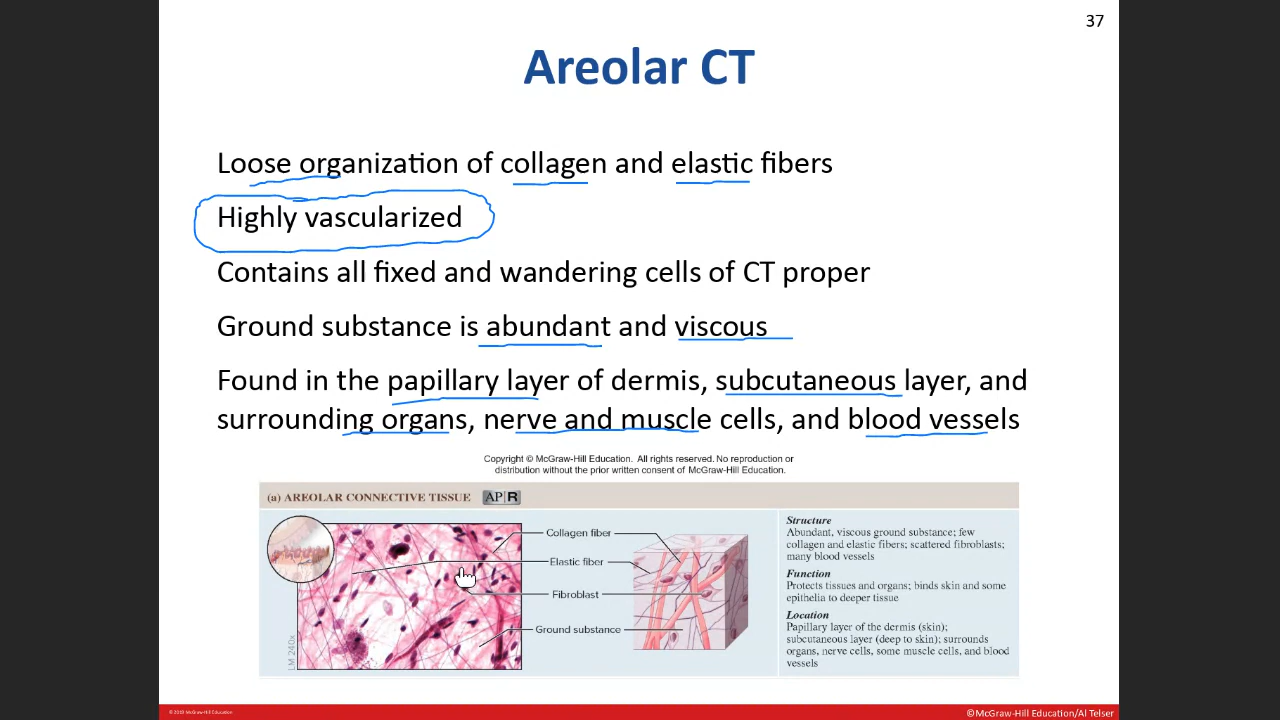 37
Areolar CT
Loose organization of collagen and elastic fibers
Highly vascularized
Contains all fixed and wandering cells of CT proper
Ground substance is abundant and viscous
Found in the papillary layer of dermis, subcutaneous layer, and
surrounding organs, nerve and muscle cells, and blood vessels
Copyright © McGraw-Hill Education. All rights reserved. No reproduction or
distribution without the prior written consent of McGraw-Hill Education.
(a) AREOLAR CONNECTIVE TISSUE AP|R
Collagen fiber
Elastic fiber
Fibroblast
Ground substance
LM 240x
Structure
Abundant, viscous ground substance; few
collagen and elastic fibers; scattered fibroblasts;
many blood vessels
Function
Protects tissues and organs; binds skin and some
epithelia to deeper tissue
Location
Papillary layer of the dermis (skin);
subcutaneous layer (deep to skin); surrounds
organs, nerve cells, some muscle cells, and blood
vessels
© 2019 McGraw-Hill Education
©McGraw-Hill Education/Al Telser